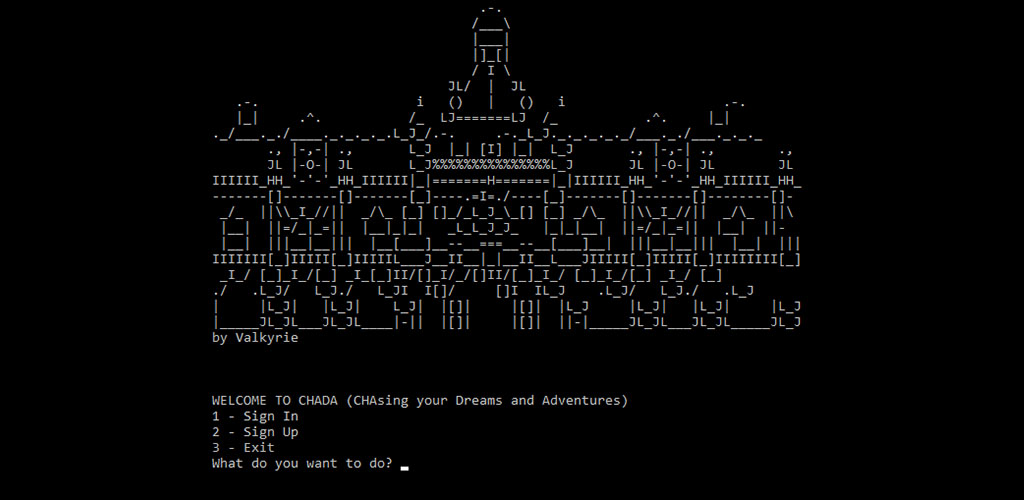 by Valkyrie
WELCOME TO CHADA (CHAsing your Dreams and Adventures)
1 - Sign In
2 - Sign Up
3 - Exit
What do you want to do?